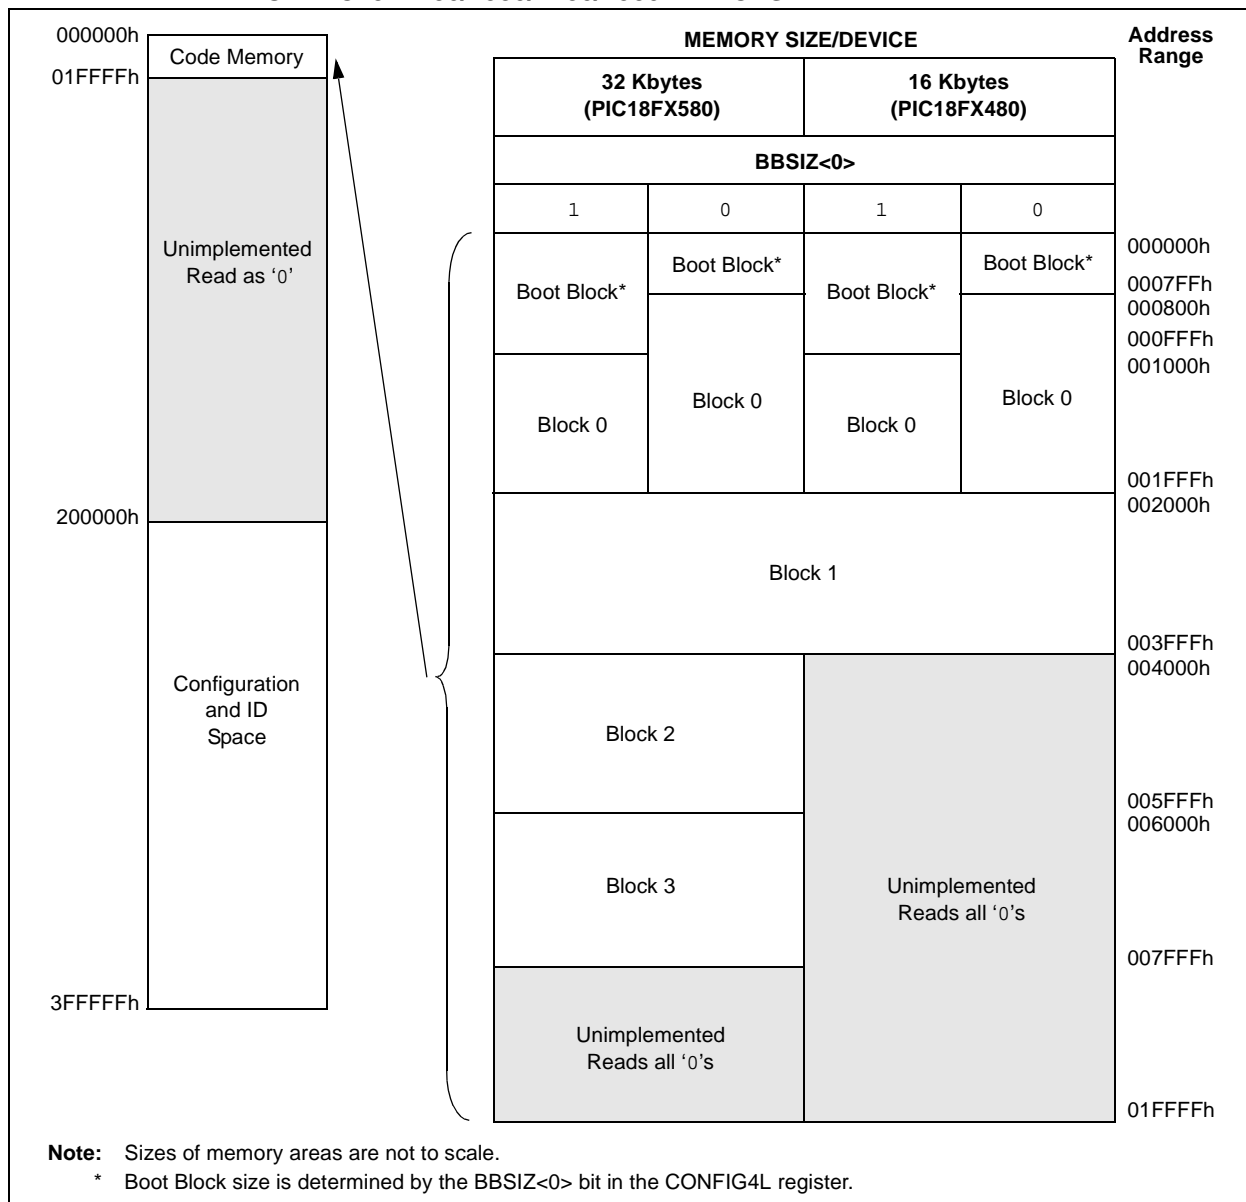 000000h
Code Memory
01FFFFh
Unimplemented
Read as ‘0’
200000h
Configuration
and ID
Space
3FFFFFh
MEMORY SIZE/DEVICE
Address
Range
32 Kbytes
(PIC18FX580)
16 Kbytes
(PIC18FX480)
BBSIZ<0>
1
0
1
0
Boot Block*
Boot Block*
Boot Block*
Boot Block*
000000h
0007FFh
000800h
000FFFh
001000h
Block 0
Block 0
Block 0
Block 0
001FFFh
002000h
Block 1
003FFFh
004000h
Block 2
005FFFh
006000h
Block 3
Unimplemented
Reads all ‘0’s
007FFFh
Unimplemented
Reads all ‘0’s
01FFFFh
Note: Sizes of memory areas are not to scale.
* Boot Block size is determined by the BBSIZ<0> bit in the CONFIG4L register.